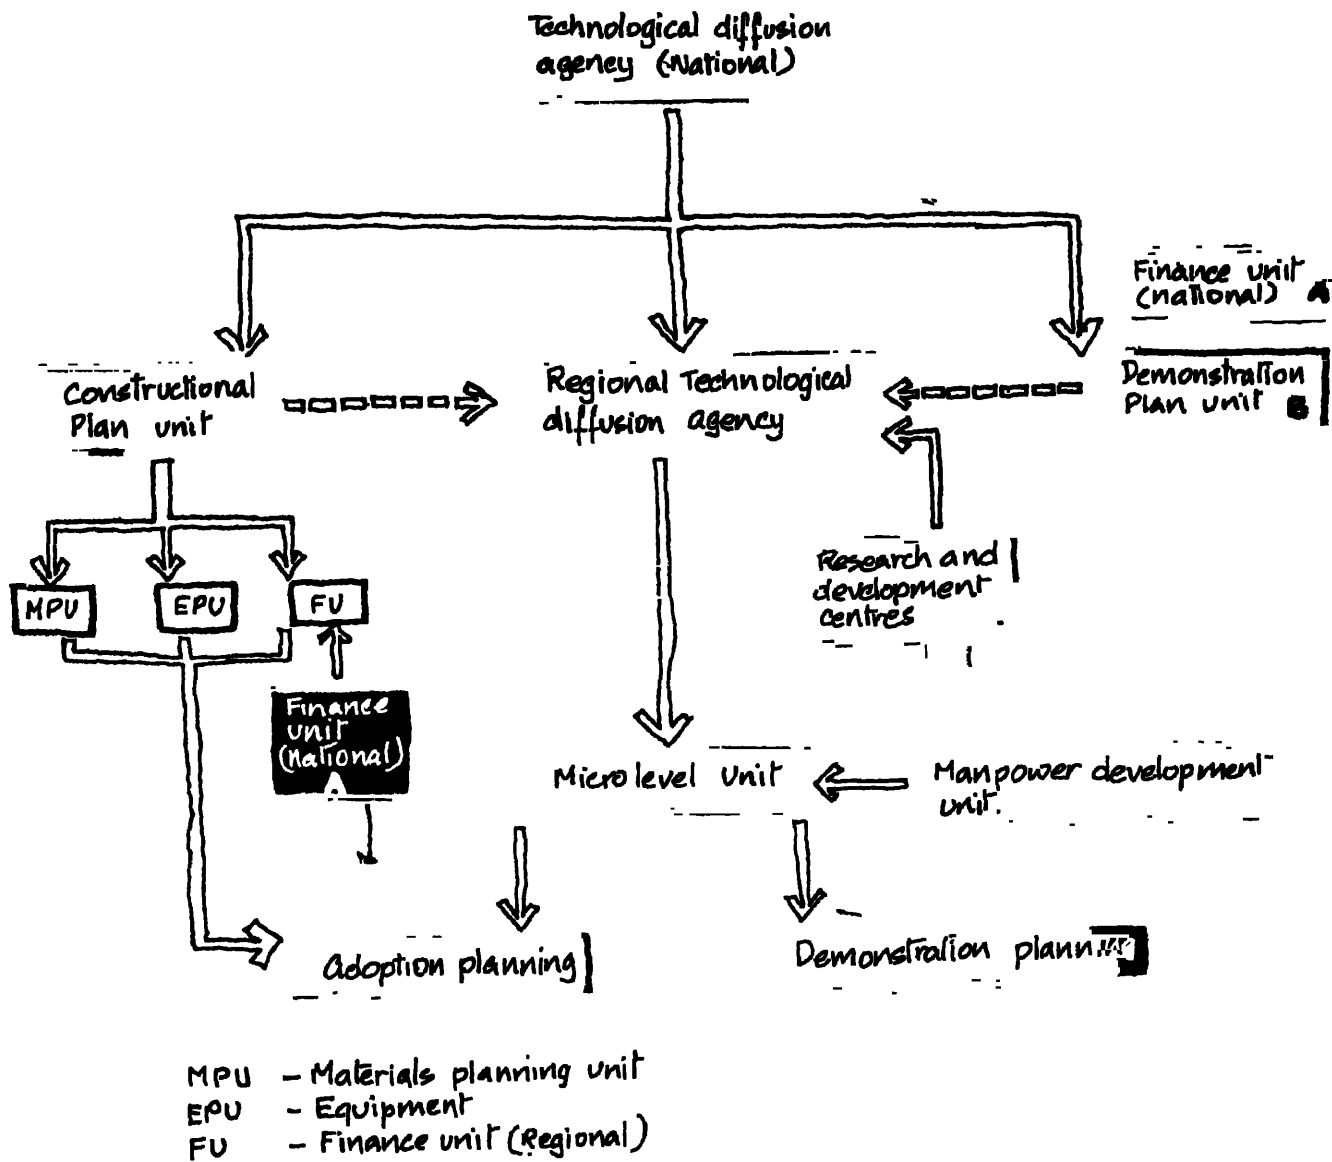 Technological diffusion
agency (National)
Finance unit
(national) A
Constructional
Plan unit
Regional Technological
diffusion agency
Demonstration
Plan unit B
Research and
development
centres
MPU
EPU
FU
Finance
unit
(national)
Micro level Unit
Manpower development
unit.
Adoption planning
Demonstration
MPU - Materials planning unit
EPU - Equipment
FU - Finance unit (Regional)